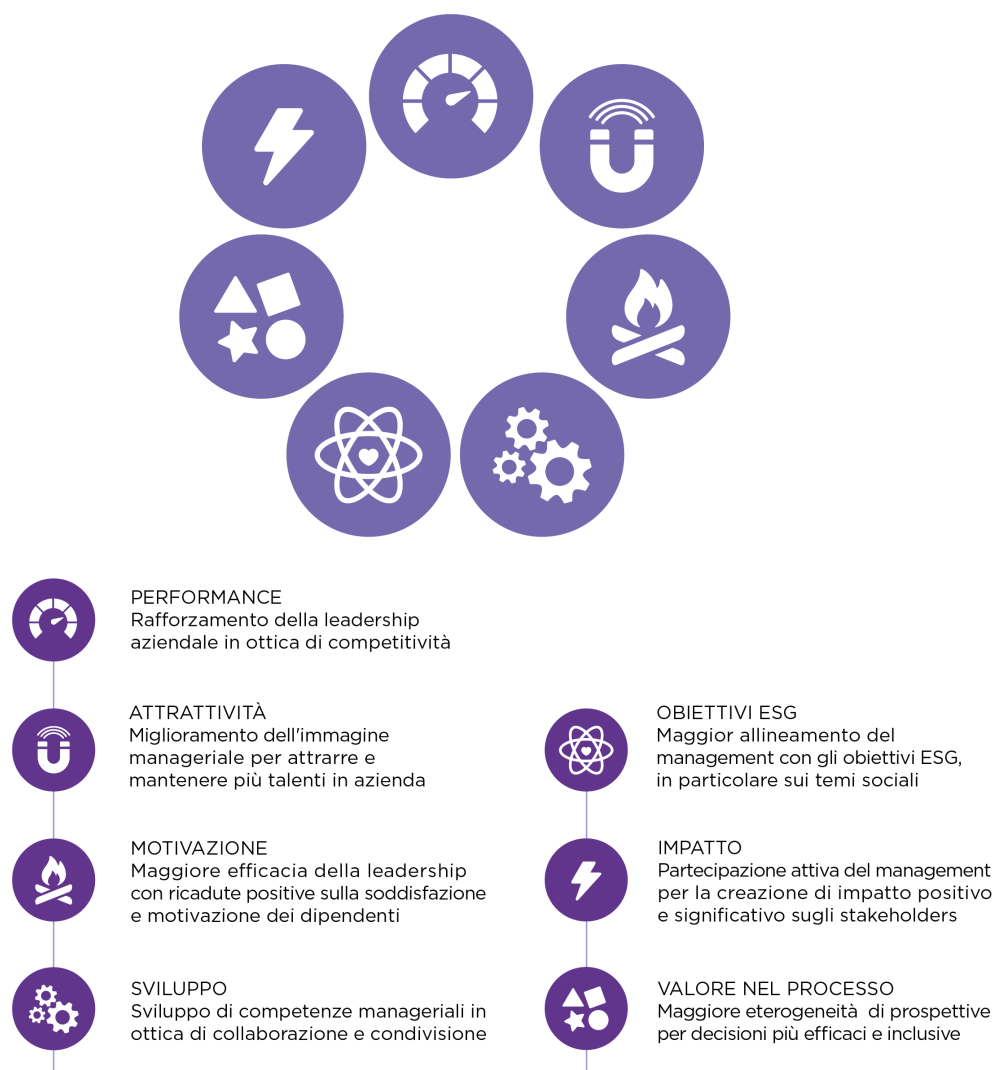 PERFORMANCE
Rafforzamento della leadership
aziendale in ottica di competitività
ATTRATTIVITÀ
Miglioramento dell'immagine
manageriale per attrarre e
mantenere più talenti in azienda
MOTIVAZIONE
Maggiore efficacia della leadership
con ricadute positive sulla soddisfazione
e motivazione dei dipendenti
SVILUPPO
Sviluppo di competenze manageriali in
ottica di collaborazione e condivisione
OBIETTIVI ESG
Maggior allineamento del
management con gli obiettivi ESG,
in particolare sui temi sociali
IMPATTO
Partecipazione attiva del management
per la creazione di impatto positivo
e significativo sugli stakeholders
VALORE NEL PROCESSO
Maggiore eterogeneità di prospettive
per decisioni più efficaci e inclusive